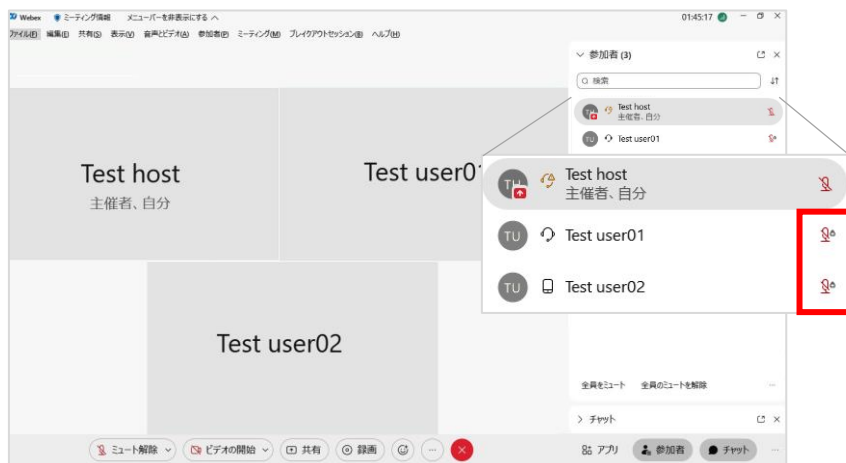 Webex ミーティング情報 メニューバーを非表示にする 01:45:17
ファイル(F) 編集(E) 共有(S) 表示(V) 音声とビデオ(A) 参加者(P) ミーティング(M) ブレイクアウトセッション(B) ヘルプ(H)
参加者 (3)
検索
Test host
主催者、自分
Test user01
Test host
主催者、自分
Test user01
Test user02
TU
Test host
主催者、自分
TU
Test user01
TU
Test user02
全員をミュート 全員のミュートを解除
チャット
ミュート解除 ビデオの開始 共有 録画 アプリ 参加者 チャット